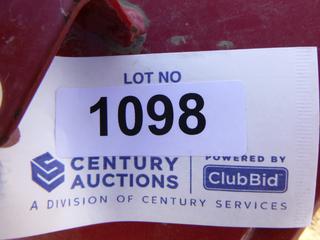 LOT NO
1098
CENTURY AUCTIONS
POWERED BY
ClubBid
A DIVISION OF CENTURY SERVICES